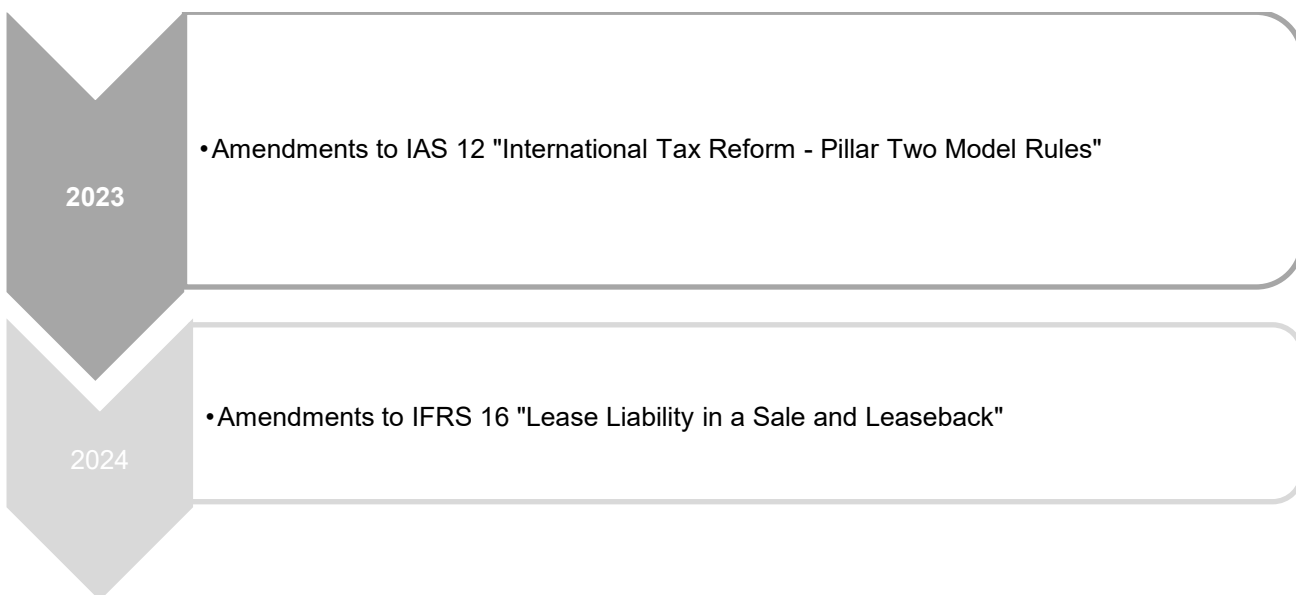 2023
•Amendments to IAS 12 "International Tax Reform - Pillar Two Model Rules"
2024
•Amendments to IFRS 16 "Lease Liability in a Sale and Leaseback"